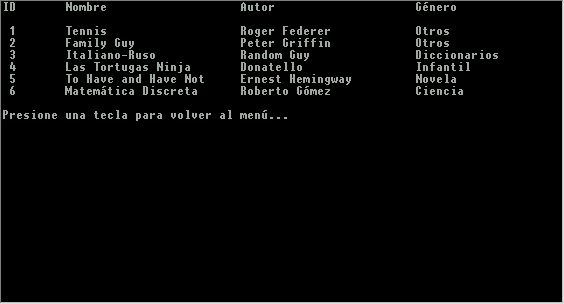 ID Nombre Autor Género
1 Tennis Roger Federer Otros
2 Family Guy Peter Griffin Otros
3 Italiano-Ruso Random Guy Diccionarios
4 Las Tortugas Ninja Donatello Infantil
5 To Have and Have Not Ernest Hemingway Novela
6 Matemática Discreta Roberto Gómez Ciencia
Presione una tecla para volver al menú...